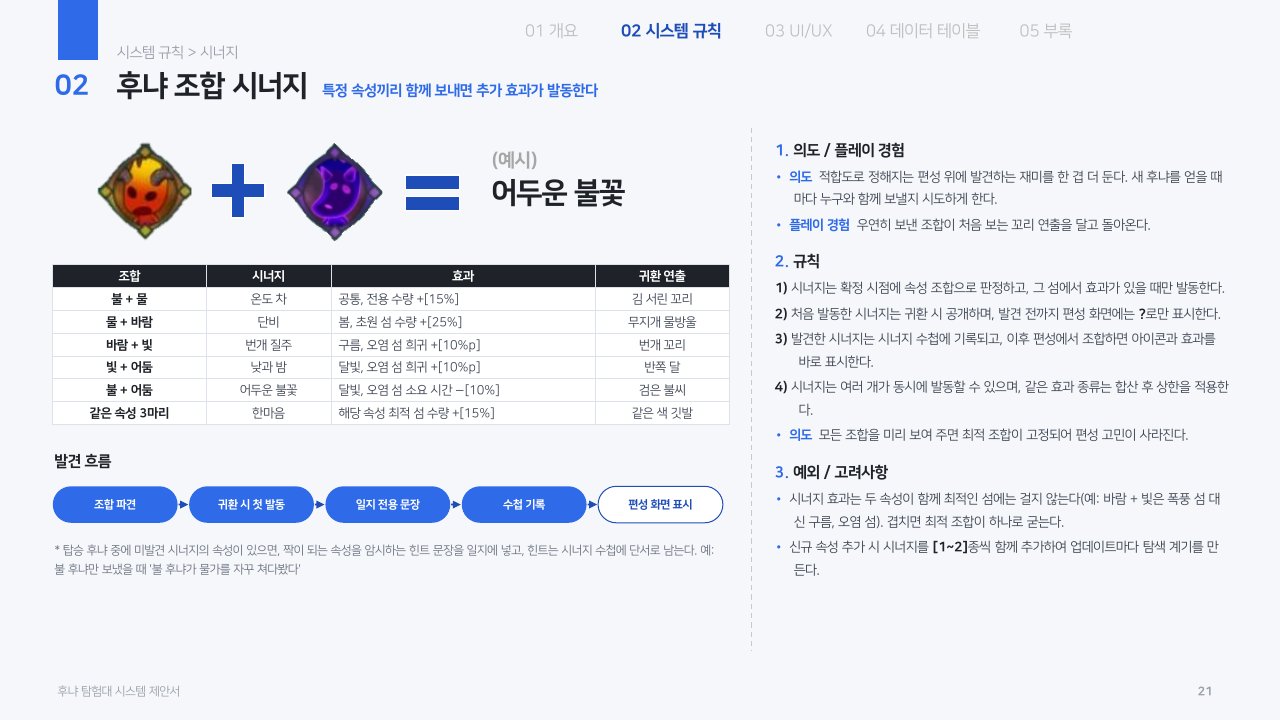 01 개요 02 시스템 규칙 03 UI/UX 04 데이터 테이블 05 부록
시스템 규칙 > 시너지
02 후냐 조합 시너지 특정 속성끼리 함께 보내면 추가 효과가 발동한다
(예시)
어두운 불꽃
조합 시너지 효과 귀환 연출
불 + 물 온도 차 공통, 전용 수량 +[15%] 김 서린 꼬리
물 + 바람 단비 봄, 초원 섬 수량 +[25%] 무지개 물방울
바람 + 빛 번개 질주 구름, 오염 섬 희귀 +[10%p] 번개 꼬리
빛 + 어둠 낮과 밤 달빛, 오염 섬 희귀 +[10%p] 반쪽 달
불 + 어둠 어두운 불꽃 달빛, 오염 섬 소요 시간 −[10%] 검은 불씨
같은 속성 3마리 한마음 해당 속성 최적 섬 수량 +[15%] 같은 색 깃발
발견 흐름
조합 파견 귀환 시 첫 발동 일지 전용 문장 수첩 기록 편성 화면 표시
* 탑승 후냐 중에 미발견 시너지의 속성이 있으면, 짝이 되는 속성을 암시하는 힌트 문장을 일지에 넣고, 힌트는 시너지 수첩에 단서로 남는다. 예:
불 후냐만 보냈을 때 '불 후냐가 물가를 자꾸 쳐다봤다'
1. 의도 / 플레이 경험
• 의도 적합도로 정해지는 편성 위에 발견하는 재미를 한 겹 더 둔다. 새 후냐를 얻을 때
마다 누구와 함께 보낼지 시도하게 한다.
• 플레이 경험 우연히 보낸 조합이 처음 보는 꼬리 연출을 달고 돌아온다.
2. 규칙
1) 시너지는 확정 시점에 속성 조합으로 판정하고, 그 섬에서 효과가 있을 때만 발동한다.
2) 처음 발동한 시너지는 귀환 시 공개하며, 발견 전까지 편성 화면에는 ?로만 표시한다.
3) 발견한 시너지는 시너지 수첩에 기록되고, 이후 편성에서 조합하면 아이콘과 효과를
바로 표시한다.
4) 시너지는 여러 개가 동시에 발동할 수 있으며, 같은 효과 종류는 합산 후 상한을 적용한
다.
• 의도 모든 조합을 미리 보여 주면 최적 조합이 고정되어 편성 고민이 사라진다.
3. 예외 / 고려사항
• 시너지 효과는 두 속성이 함께 최적인 섬에는 걸지 않는다(예: 바람 + 빛은 폭풍 섬 대
신 구름, 오염 섬). 겹치면 최적 조합이 하나로 굳는다.
• 신규 속성 추가 시 시너지를 [1~2]종씩 함께 추가하여 업데이트마다 탐색 계기를 만
든다.
후냐 탐험대 시스템 제안서 21